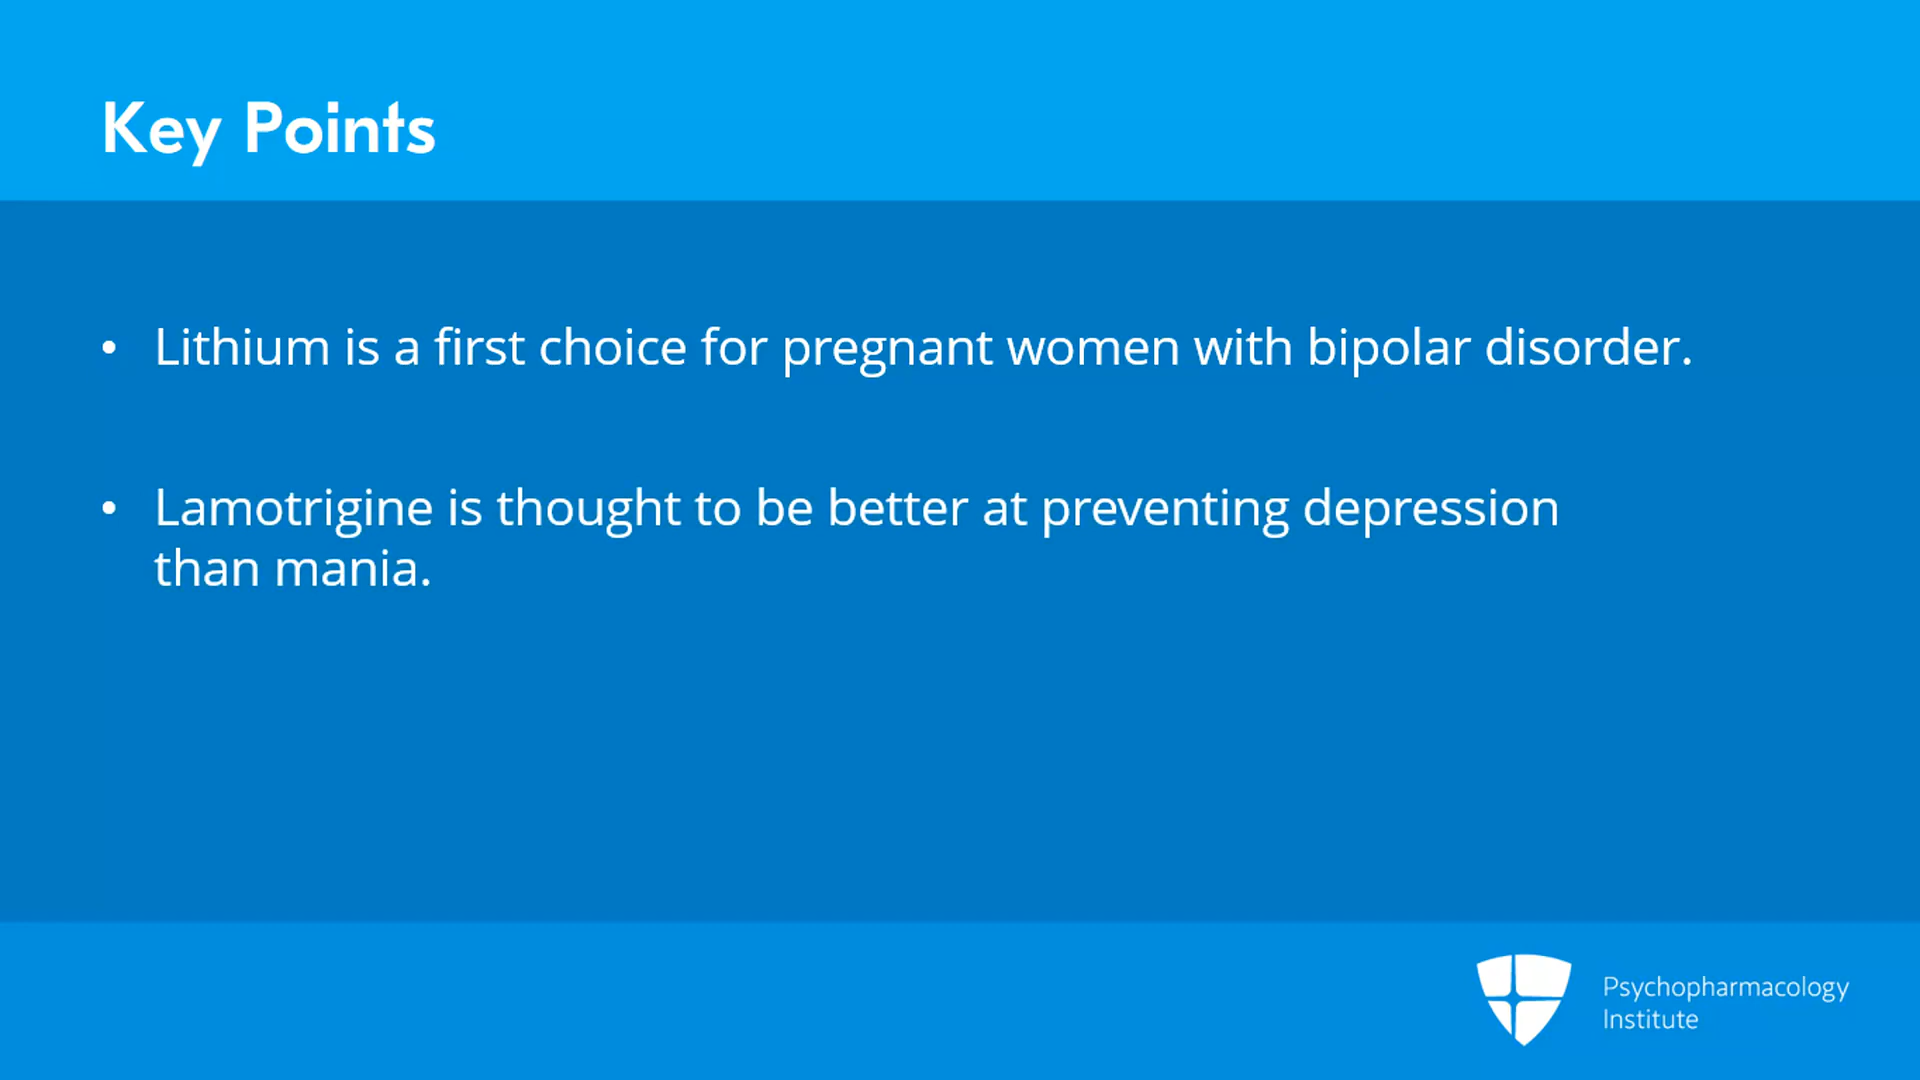 Key Points
• Lithium is a first choice for pregnant women with bipolar disorder.
• Lamotrigine is thought to be better at preventing depression
than mania.
Psychopharmacology
Institute